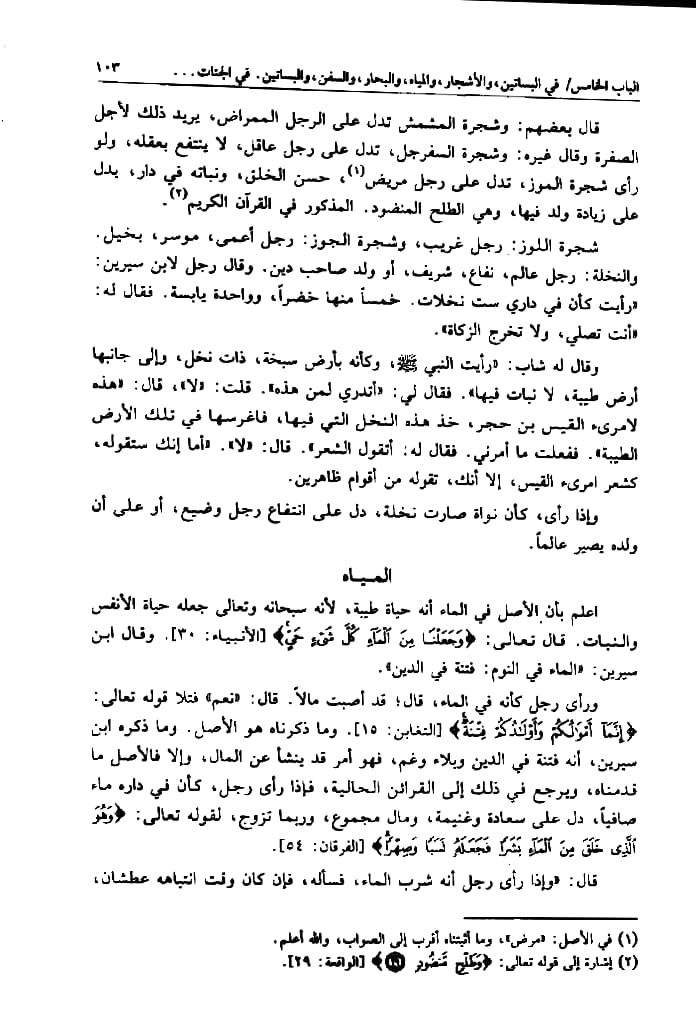 الباب الخامس/ في البساتين، والأشجار، والمياه، والبحار، والسفن، والبساتين. في الجنات ... ١٠٣
قال بعضهم: وشجرة المشمش تدل على الرجل الممراض، يريد ذلك لأجل
الصفرة وقال غيره: وشجرة السفرجل، تدل على رجل عاقل، لا ينتفع بعقله، ولو
رأى شجرة الموز، تدل على رجل مريض(١)، حسن الخلق، ونباته في دار، يدل
على زيادة ولد فيها، وهي الطلح المنضود. المذكور في القرآن الكريم(٢).
شجرة اللوز: رجل غريب، وشجرة الجوز: رجل أعمى، موسر، بخيل.
والنخلة: رجل عالم، نفاع، شريف، أو ولد صاحب دين. وقال رجل لابن سيرين:
«رأيت كأن في داري ست نخلات. خمساً منها خضراً، وواحدة يابسة. فقال له:
«أنت تصلي، ولا تخرج الزكاة».
وقال له شاب: «رأيت النبي ﷺ، وكأنه بأرض سبخة، ذات نخل، وإلى جانبها
أرض طيبة، لا نبات فيها». فقال لي: «أتدري لمن هذه». قلت: «لا»، قال: «هذه
لامرىء القيس بن حجر، خذ هذه النخل التي فيها، فاغرسها في تلك الأرض
الطيبة». ففعلت ما أمرني. فقال له: أتقول الشعر». قال: «لا». «أما إنك ستقوله،
كشعر امرىء القيس، إلا أنك، تقوله من أقوام ظاهرين.
وإذا رأى، كأن نواة صارت نخلة، دل على انتفاع رجل وضيع، أو على أن
ولده يصير عالماً.
المياه
اعلم بأن الأصل في الماء أنه حياة طيبة، لأنه سبحانه وتعالى جعله حياة الأنفس
والنبات. قال تعالى: ﴿وَجَعَلْنَا مِنَ ٱلْمَآءِ كُلَّ شَىْءٍ حَىٍّ﴾ [الأنبياء: ٣٠]. وقال ابن
سيرين: «الماء في النوم: فتنة في الدين».
ورأى رجل كأنه في الماء، قال؛ قد أصبت مالاً. قال: «نعم» فتلا قوله تعالى:
﴿إِنَّمَآ أَمْوَٰلُكُمْ وَأَوْلَٰدُكُمْ فِتْنَةٌ﴾ [التغابن: ١٥]. وما ذكرناه هو الأصل. وما ذكره ابن
سيرين، أنه فتنة في الدين وبلاء وغم، فهو أمر قد ينشأ عن المال، وإلا فالأصل ما
قدمناه، ويرجع في ذلك إلى القرائن الحالية، فإذا رأى رجل، كأن في داره ماء
صافياً، دل على سعادة وغنيمة، ومال مجموع، وربما تزوج، لقوله تعالى: ﴿وَهُوَ
ٱلَّذِى خَلَقَ مِنَ ٱلْمَآءِ بَشَرًا فَجَعَلَهُۥ نَسَبًا وَصِهْرًا﴾ [الفرقان: ٥٤].
قال: «وإذا رأى رجل أنه شرب الماء، فسأله، فإن كان وقت انتباهه عطشان،
(١) في الأصل: «مرض»، وما أثبتناه أقرب إلى الصواب، والله أعلم.
(٢) إشارة إلى قوله تعالى: ﴿وَطَلْحٍ مَّنضُودٍ ۝٢٩﴾ [الواقعة: ٢٩].